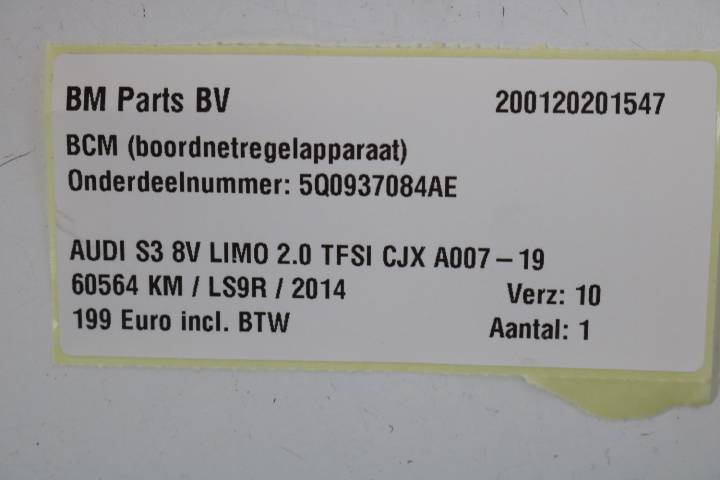 BM Parts BV 200120201547
BCM (boordnetregelapparaat)
Onderdeelnummer: 5Q0937084AE
AUDI S3 8V LIMO 2.0 TFSI CJX A007-19
60564 KM / LS9R / 2014 Verz: 10
199 Euro incl. BTW Aantal: 1